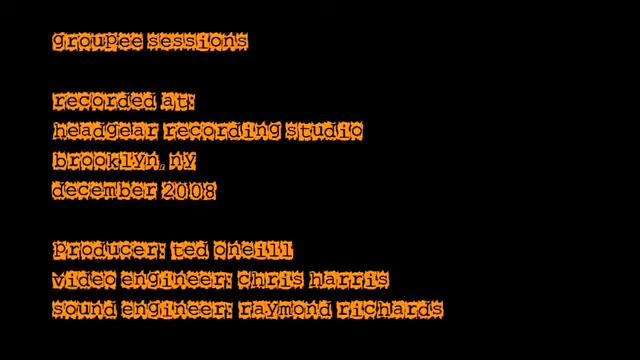 groupee sessions
recorded at:
headgear recording studio
brooklyn, ny
december 2008
producer: ted oneill
video engineer: chris harris
sound engineer: raymond richards